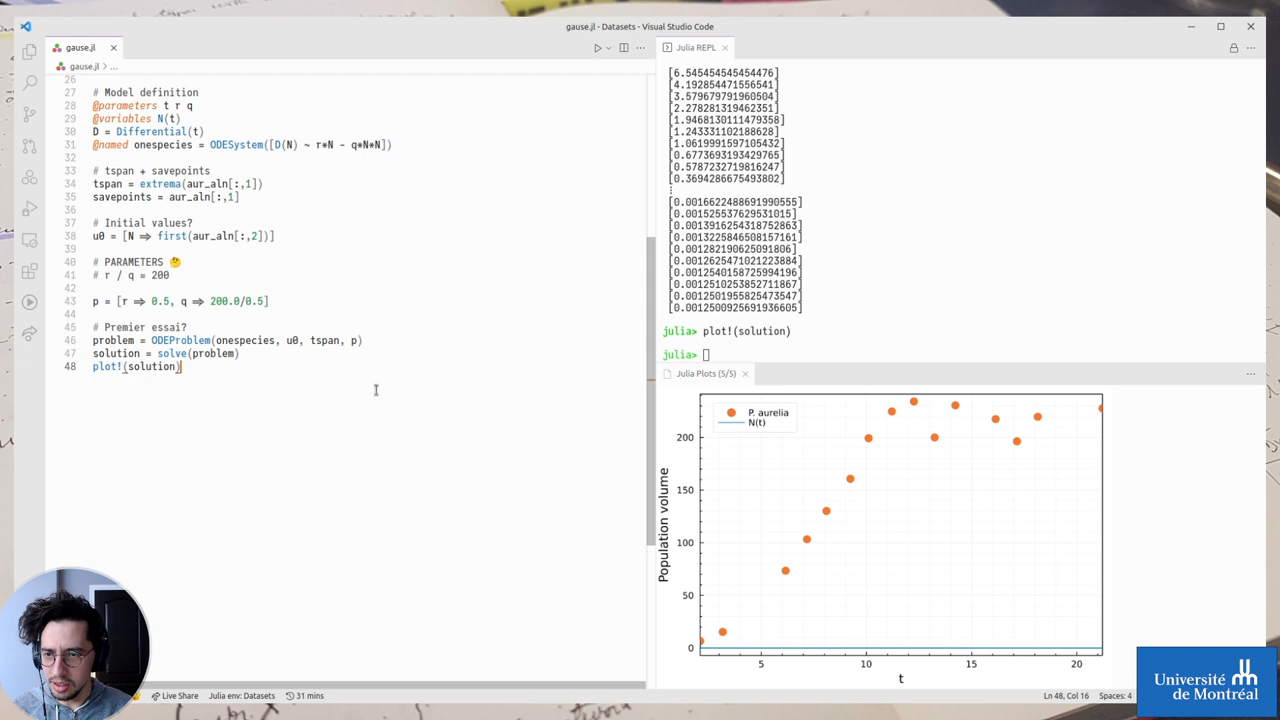 gause.jl - Datasets - Visual Studio Code
gause.jl
gause.jl > ...
26
27 # Model definition
28 @parameters t r q
29 @variables N(t)
30 D = Differential(t)
31 @named onespecies = ODESystem([D(N) ~ r*N - q*N*N])
32
33 # tspan + savepoints
34 tspan = extrema(aur_aln[:,1])
35 savepoints = aur_aln[:,1]
36
37 # Initial values?
38 u0 = [N => first(aur_aln[:,2])]
39
40 # PARAMETERS 🤔
41 # r / q = 200
42
43 p = [r => 0.5, q => 200.0/0.5]
44
45 # Premier essai?
46 problem = ODEProblem(onespecies, u0, tspan, p)
47 solution = solve(problem)
48 plot!(solution)
Julia REPL
[6.545454545454476]
[4.192854471556541]
[3.579679791960504]
[2.278281319462351]
[1.9468130111479358]
[1.243331102188628]
[1.0619991597105432]
[0.6773693193429765]
[0.5787232719816247]
[0.3694286675493802]
⋮
[0.0016622488691990555]
[0.001525537629531015]
[0.0013916254318752863]
[0.0013225846508157161]
[0.001282190625091806]
[0.0012625471021223884]
[0.0012540158725994196]
[0.0012510253852711867]
[0.0012501955825473547]
[0.0012500925691936605]
julia> plot!(solution)
julia>
Julia Plots (5/5)
P. aurelia
N(t)
Population volume
200
150
100
50
0
5 10 15 20
t
Live Share Julia env: Datasets 31 mins
Ln 48, Col 16 Spaces: 4
Université
de Montréal